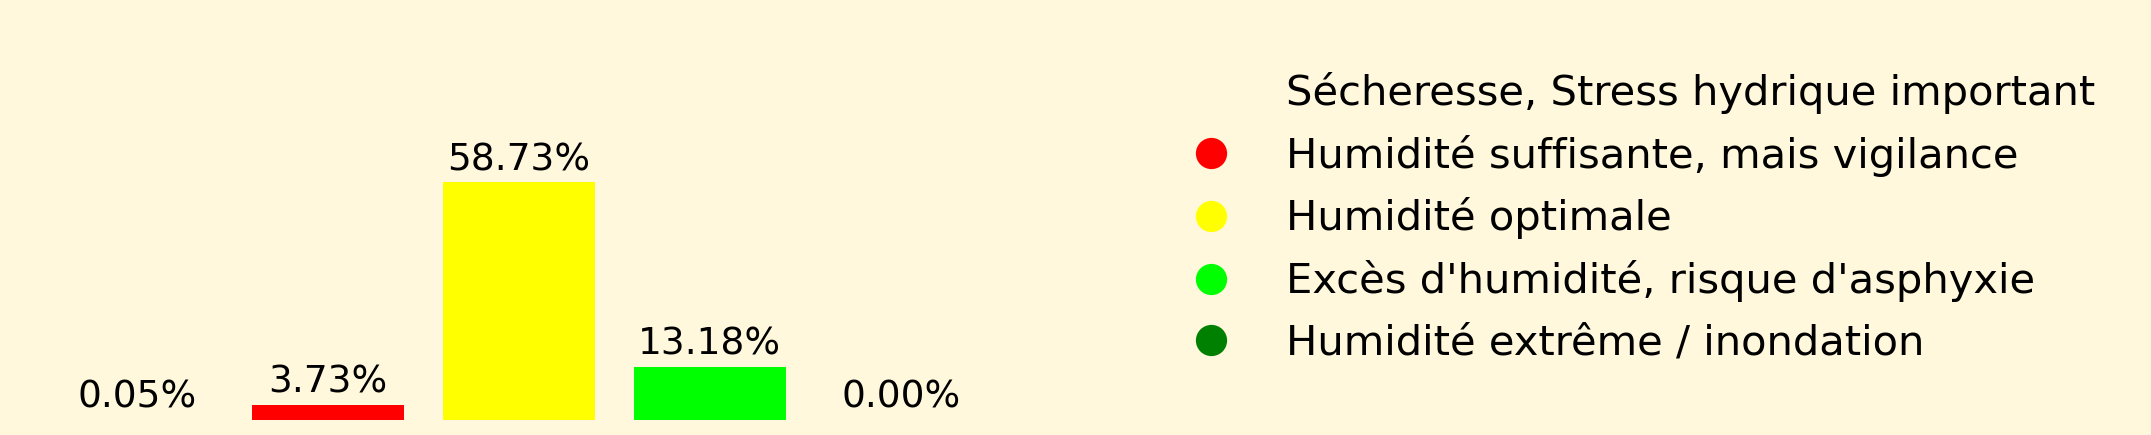 58.73%
13.18%
3.73%
0.05%
0.00%
Sécheresse, Stress hydrique important
Humidité suffisante, mais vigilance
Humidité optimale
Excès d'humidité, risque d'asphyxie
Humidité extrême / inondation